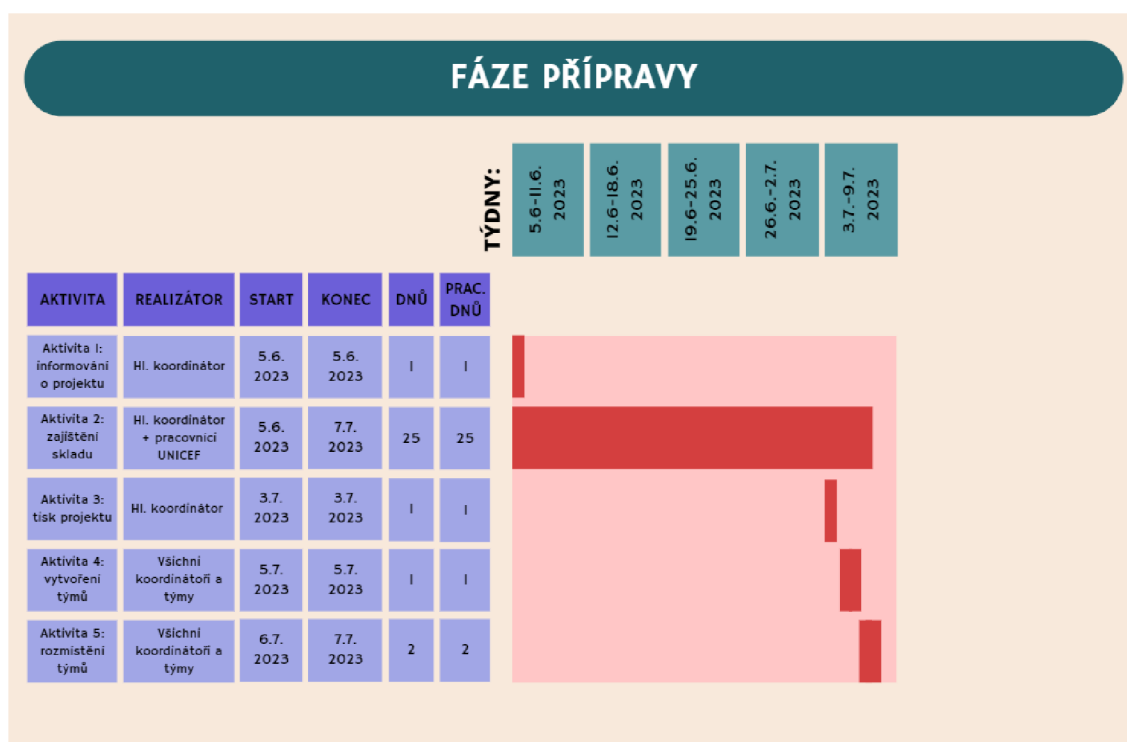 FÁZE PŘÍPRAVY
TÝDNY:
5.6-11.6.
2023
12.6-18.6.
2023
19.6-25.6.
2023
26.6.-2.7.
2023
3.7.-9.7.
2023
AKTIVITA
REALIZÁTOR
START
KONEC
DNŮ
PRAC.
DNŮ
Aktivita 1:
informování
o projektu
Hl. koordinátor
5.6.
2023
5.6.
2023
1
1
Aktivita 2:
zajištění
skladu
Hl. koordinátor
+ pracovníci
UNICEF
5.6.
2023
7.7.
2023
25
25
Aktivita 3:
tisk projektu
Hl. koordinátor
3.7.
2023
3.7.
2023
1
1
Aktivita 4:
vytvoření
týmů
Všichni
koordinátoři a
týmy
5.7.
2023
5.7.
2023
1
1
Aktivita 5:
rozmístění
týmů
Všichni
koordinátoři a
týmy
6.7.
2023
7.7.
2023
2
2